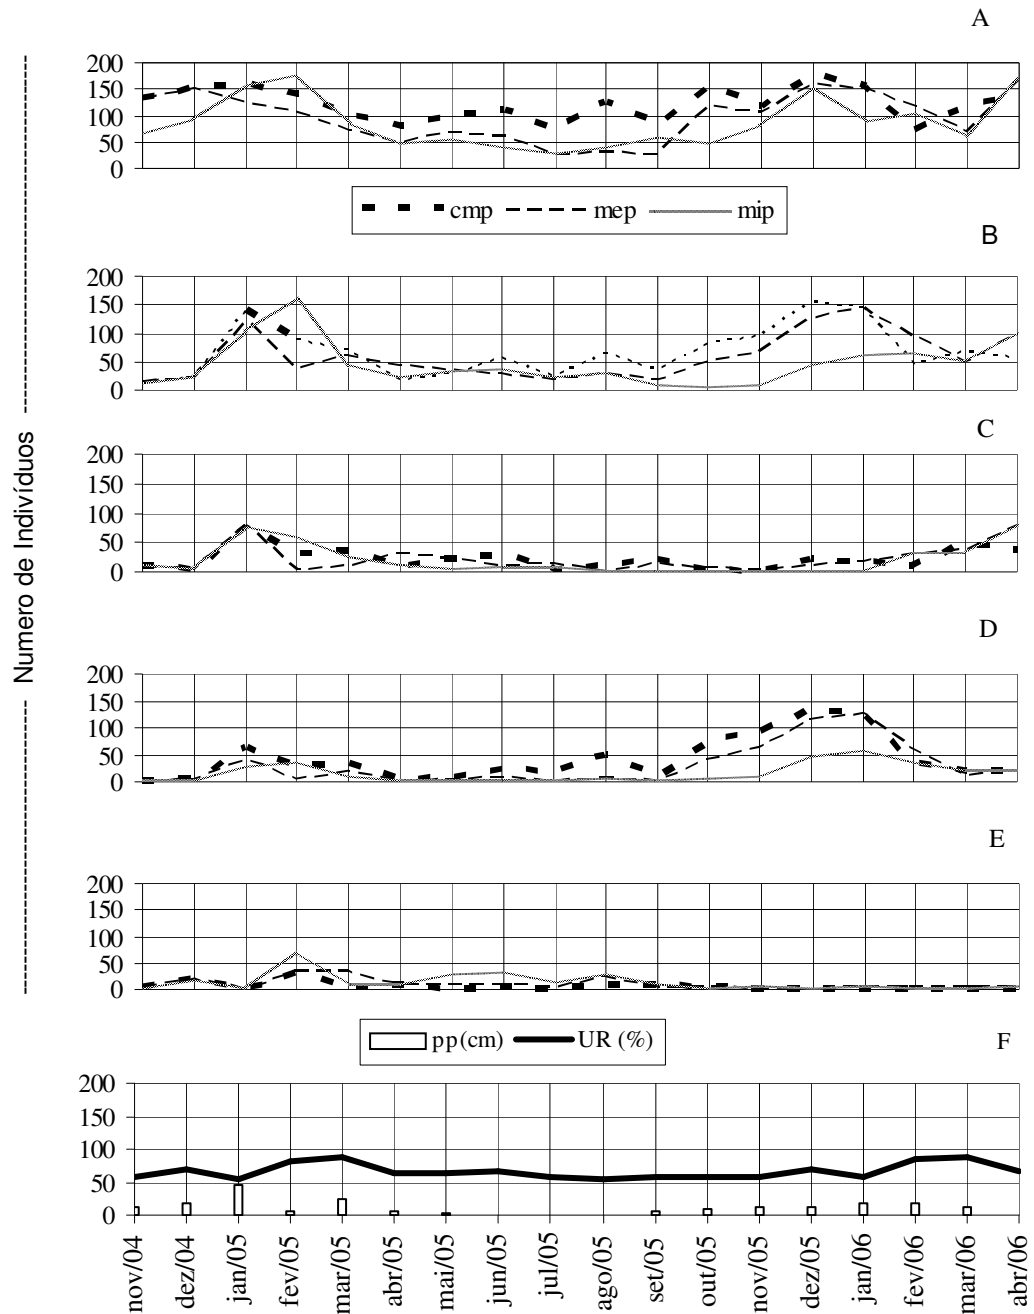 A
200
150
100
50
0
cmp mep mip
B
200
150
100
50
0
C
200
150
100
50
0
D
200
150
100
50
0
E
200
150
100
50
0
Numero de Indivíduos
pp(cm) UR (%)
F
200
150
100
50
0
nov/04
dez/04
jan/05
fev/05
mar/05
abr/05
mai/05
jun/05
jul/05
ago/05
set/05
out/05
nov/05
dez/05
jan/06
fev/06
mar/06
abr/06